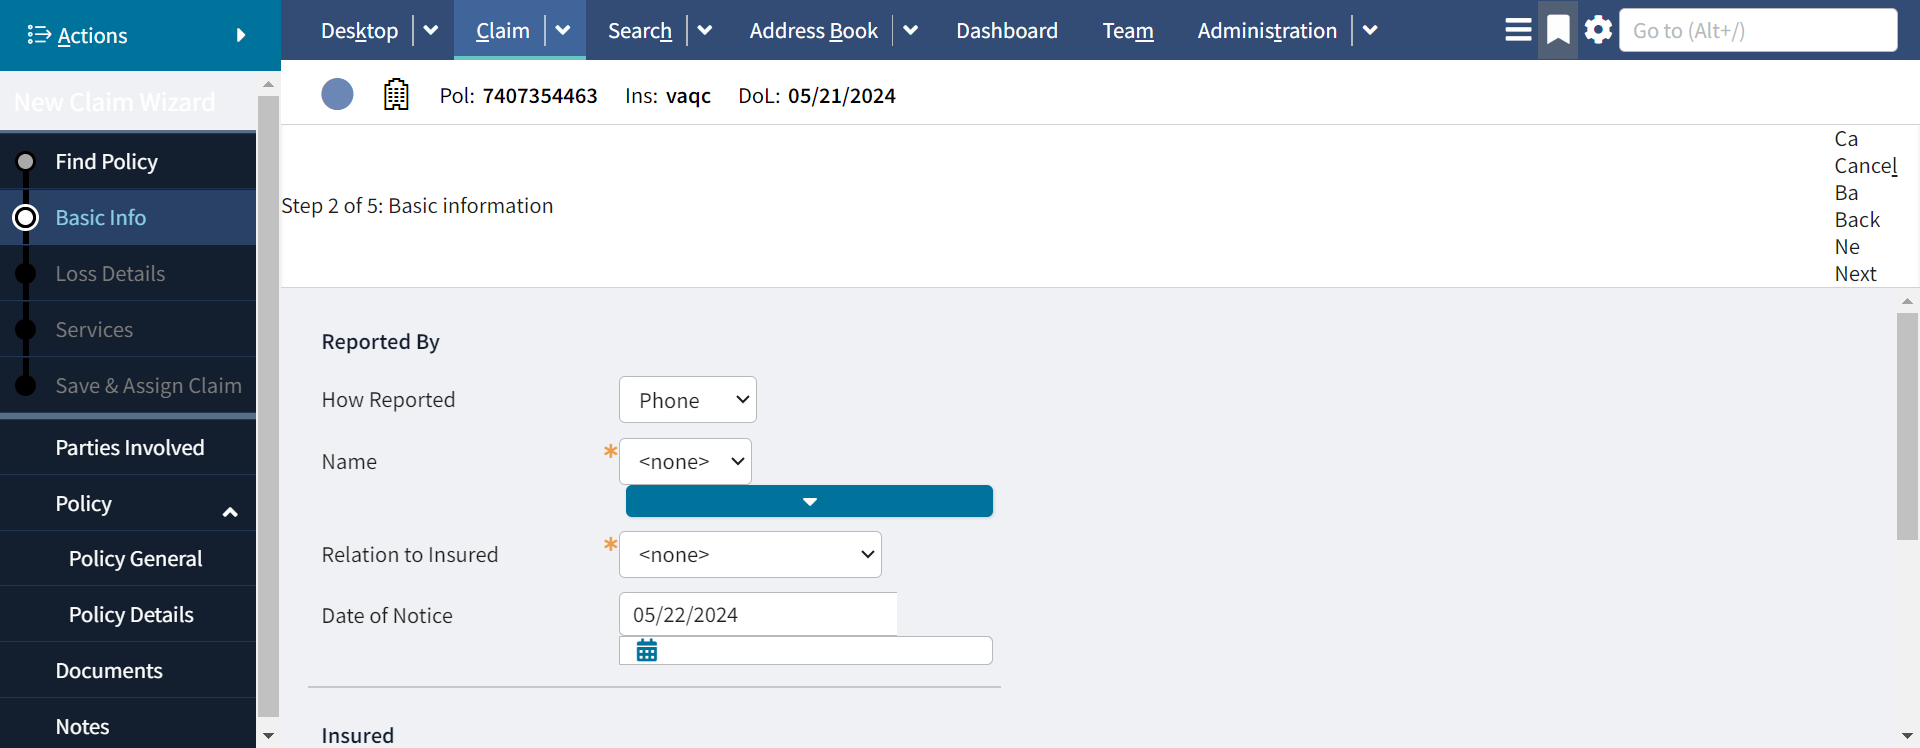 Actions
Desktop
Claim
Search
Address Book
Dashboard
Team
Administration
Go to (Alt+/)
New Claim Wizard
Pol: 7407354463 Ins: vaqc DoL: 05/21/2024
Find Policy
Basic Info
Loss Details
Services
Save & Assign Claim
Parties Involved
Policy
Policy General
Policy Details
Documents
Notes
Step 2 of 5: Basic information
Ca
Cancel
Ba
Back
Ne
Next
Reported By
How Reported
Phone
Name
* <none>
Relation to Insured
* <none>
Date of Notice
05/22/2024
Insured